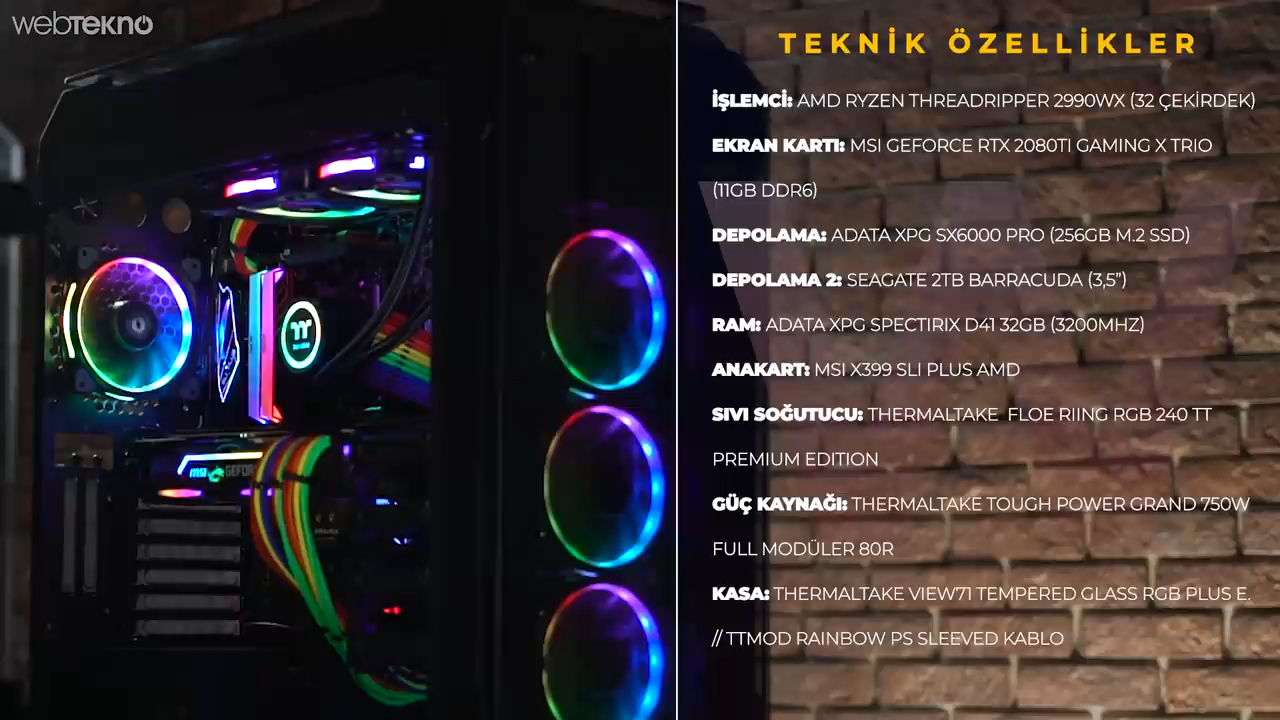 webTEKNO
TEKNİK ÖZELLİKLER
İŞLEMCİ: AMD RYZEN THREADRIPPER 2990WX (32 ÇEKİRDEK)
EKRAN KARTI: MSI GEFORCE RTX 2080TI GAMING X TRIO
(11GB DDR6)
DEPOLAMA: ADATA XPG SX6000 PRO (256GB M.2 SSD)
DEPOLAMA 2: SEAGATE 2TB BARRACUDA (3,5”)
RAM: ADATA XPG SPECTIRIX D41 32GB (3200MHZ)
ANAKART: MSI X399 SLI PLUS AMD
SIVI SOĞUTUCU: THERMALTAKE  FLOE RIING RGB 240 TT
PREMIUM EDITION
GÜÇ KAYNAĞI: THERMALTAKE TOUGH POWER GRAND 750W
FULL MODÜLER 80R
KASA: THERMALTAKE VIEW71 TEMPERED GLASS RGB PLUS E.
// TTMOD RAINBOW PS SLEEVED KABLO
msi GEFOR